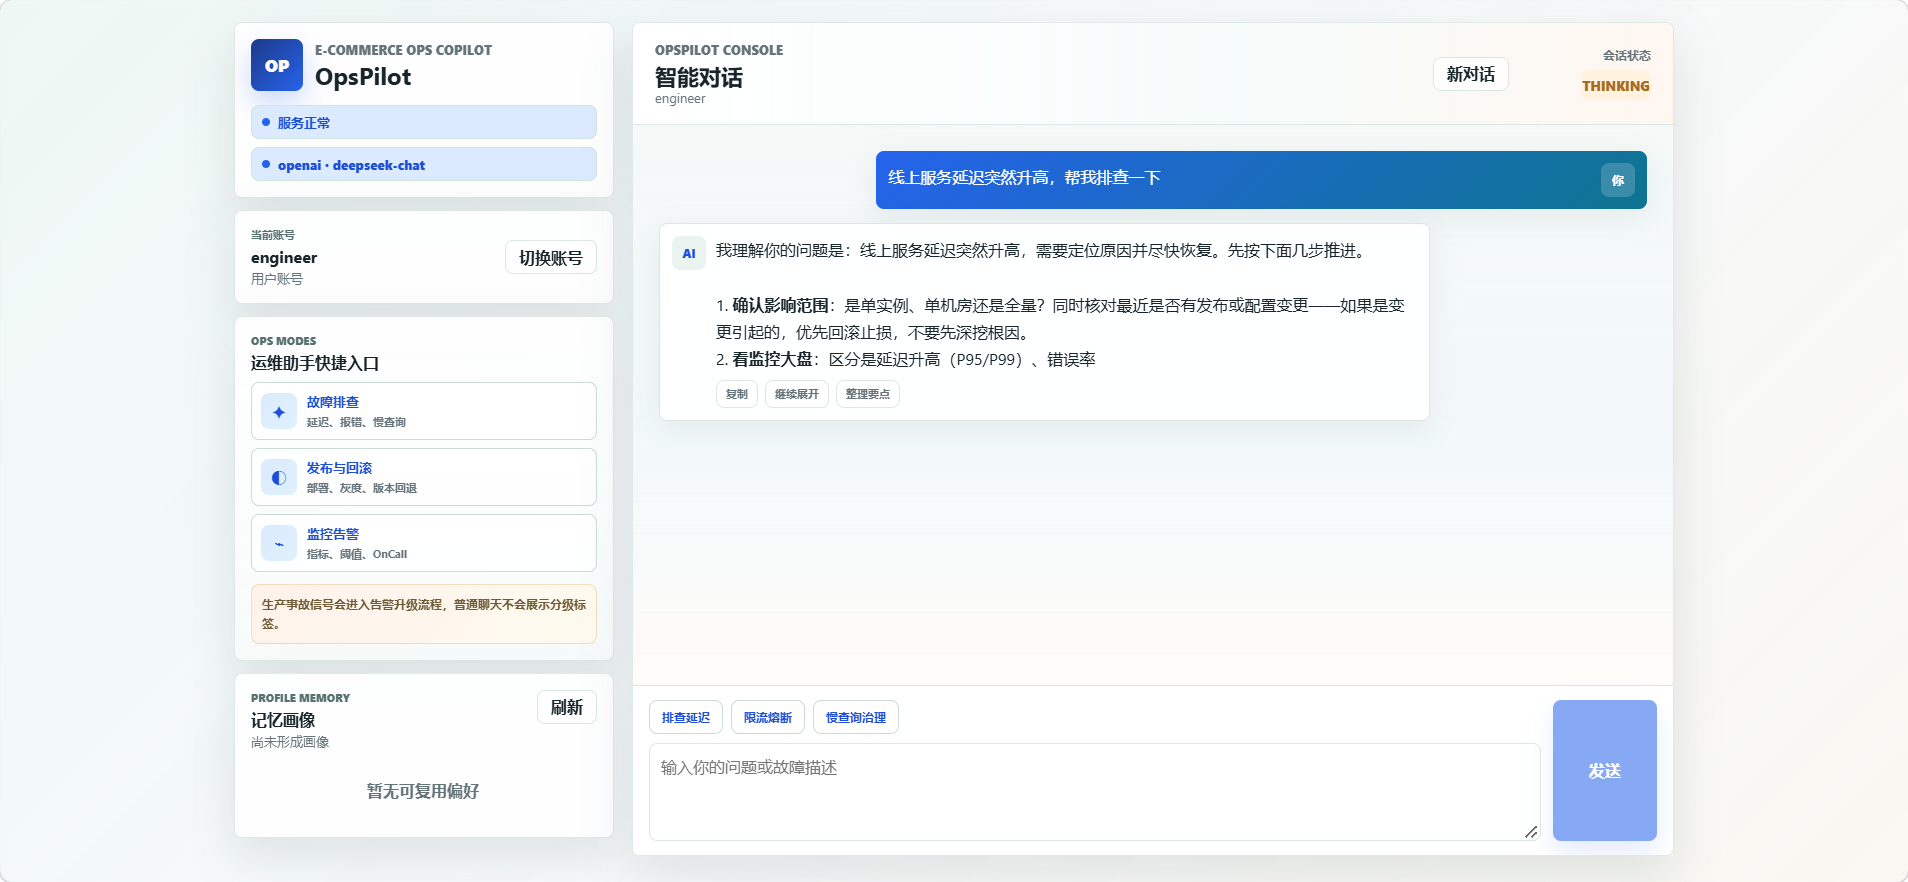 OP
E-COMMERCE OPS COPILOT
OpsPilot
服务正常
openai · deepseek-chat
当前账号
engineer
用户账号
切换账号
OPS MODES
运维助手快捷入口
故障排查
延迟、报错、慢查询
发布与回滚
部署、灰度、版本回退
监控告警
指标、阈值、OnCall
生产事故信号会进入告警升级流程，普通聊天不会展示分级标
签。
PROFILE MEMORY
记忆画像
尚未形成画像
刷新
暂无可复用偏好
OPSPILOT CONSOLE
智能对话
engineer
新对话
会话状态
THINKING
线上服务延迟突然升高，帮我排查一下
你
AI
我理解你的问题是：线上服务延迟突然升高，需要定位原因并尽快恢复。先按下面几步推进。
1. 确认影响范围：是单实例、单机房还是全量？同时核对最近是否有发布或配置变更——如果是变
更引起的，优先回滚止损，不要先深挖根因。
2. 看监控大盘：区分是延迟升高（P95/P99）、错误率
复制
继续展开
整理要点
排查延迟
限流熔断
慢查询治理
输入你的问题或故障描述
发送